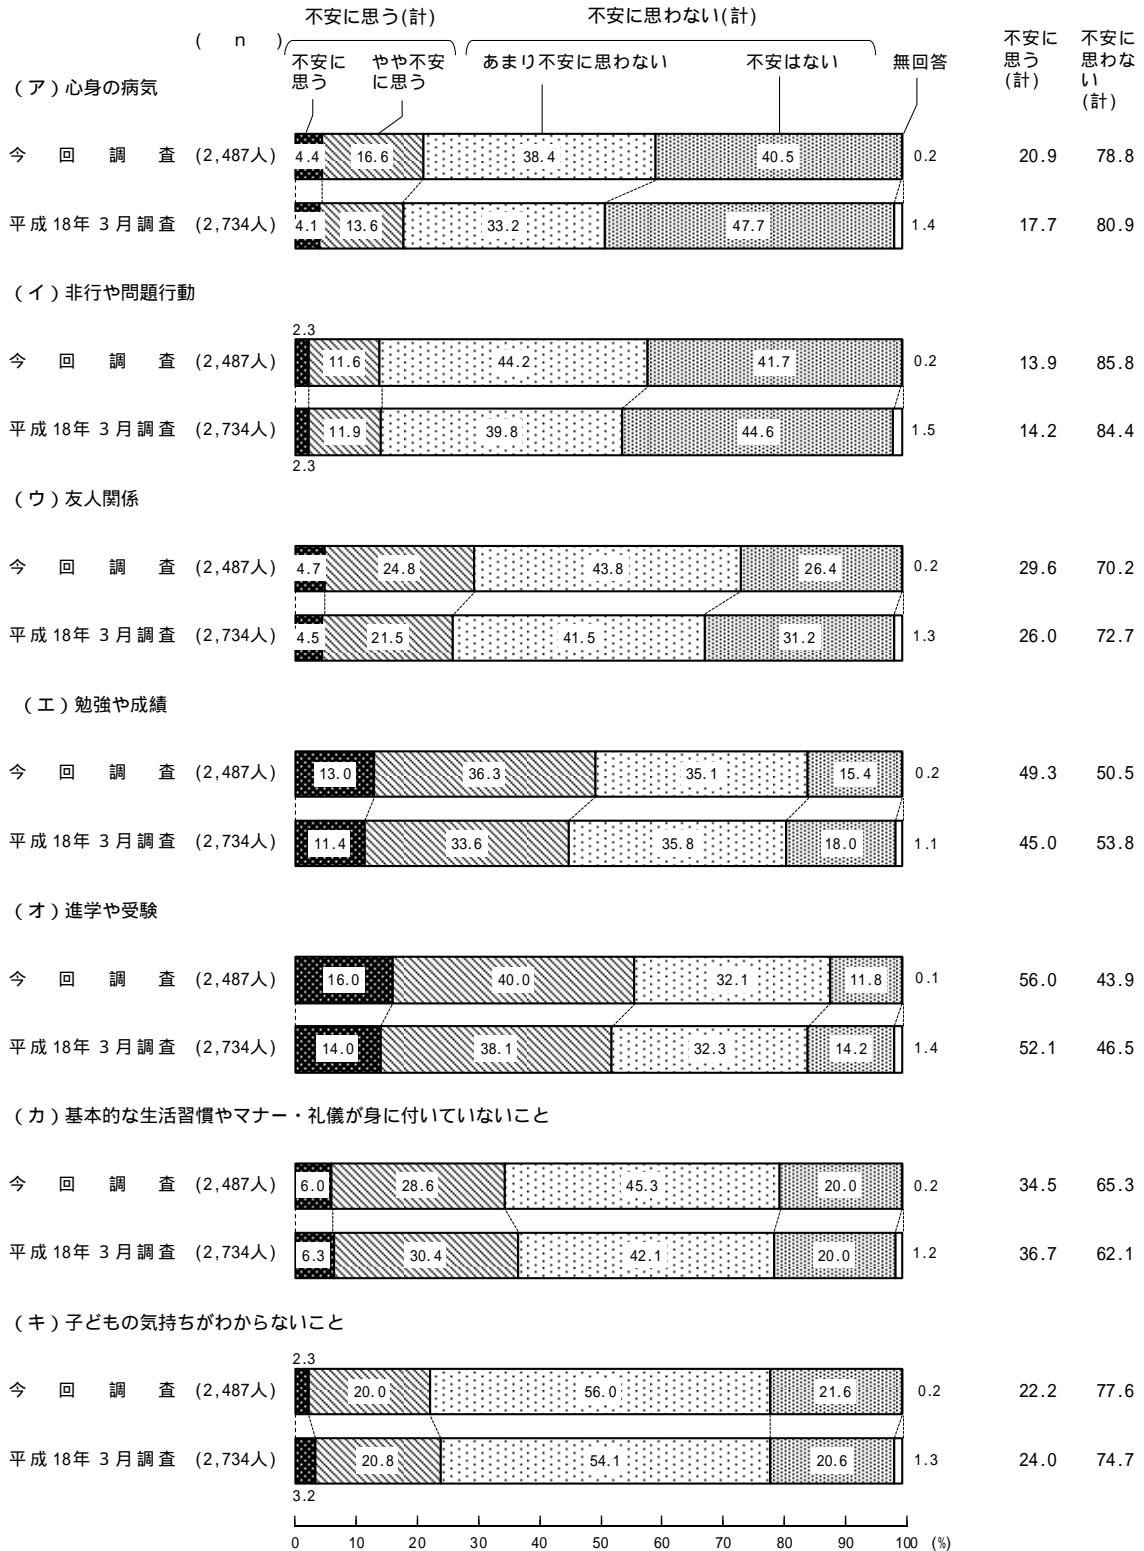 不安に思う(計) 不安に思わない(計)
( n ) 不安に思う やや不安に思う あまり不安に思わない 不安はない 無回答 不安に思う(計) 不安に思わない(計)
(ア)心身の病気
今回調査 (2,487人) 4.4 16.6 38.4 40.5 0.2 20.9 78.8
平成18年3月調査 (2,734人) 4.1 13.6 33.2 47.7 1.4 17.7 80.9
(イ)非行や問題行動
2.3
今回調査 (2,487人) 11.6 44.2 41.7 0.2 13.9 85.8
平成18年3月調査 (2,734人) 11.9 39.8 44.6 1.5 14.2 84.4
2.3
(ウ)友人関係
今回調査 (2,487人) 4.7 24.8 43.8 26.4 0.2 29.6 70.2
平成18年3月調査 (2,734人) 4.5 21.5 41.5 31.2 1.3 26.0 72.7
(エ)勉強や成績
今回調査 (2,487人) 13.0 36.3 35.1 15.4 0.2 49.3 50.5
平成18年3月調査 (2,734人) 11.4 33.6 35.8 18.0 1.1 45.0 53.8
(オ)進学や受験
今回調査 (2,487人) 16.0 40.0 32.1 11.8 0.1 56.0 43.9
平成18年3月調査 (2,734人) 14.0 38.1 32.3 14.2 1.4 52.1 46.5
(カ)基本的な生活習慣やマナー・礼儀が身に付いていないこと
今回調査 (2,487人) 6.0 28.6 45.3 20.0 0.2 34.5 65.3
平成18年3月調査 (2,734人) 6.3 30.4 42.1 20.0 1.2 36.7 62.1
(キ)子どもの気持ちがわからないこと
2.3
今回調査 (2,487人) 20.0 56.0 21.6 0.2 22.2 77.6
平成18年3月調査 (2,734人) 20.8 54.1 20.6 1.3 24.0 74.7
3.2
0 10 20 30 40 50 60 70 80 90 100 (%)